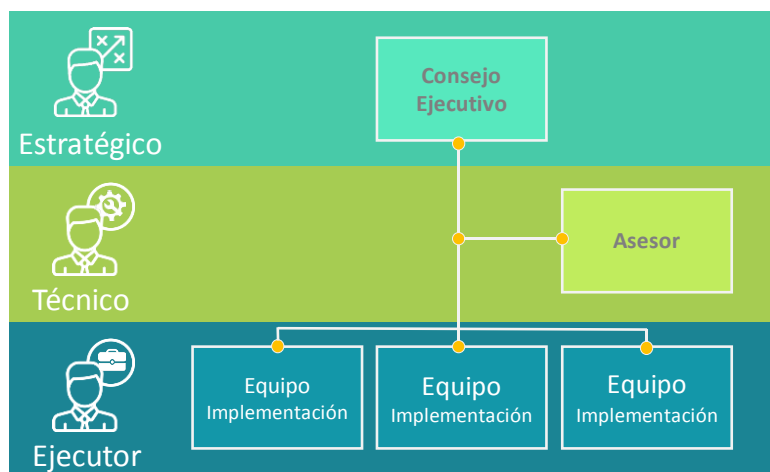 Estratégico
Consejo
Ejecutivo
Técnico
Asesor
Ejecutor
Equipo
Implementación
Equipo
Implementación
Equipo
Implementación